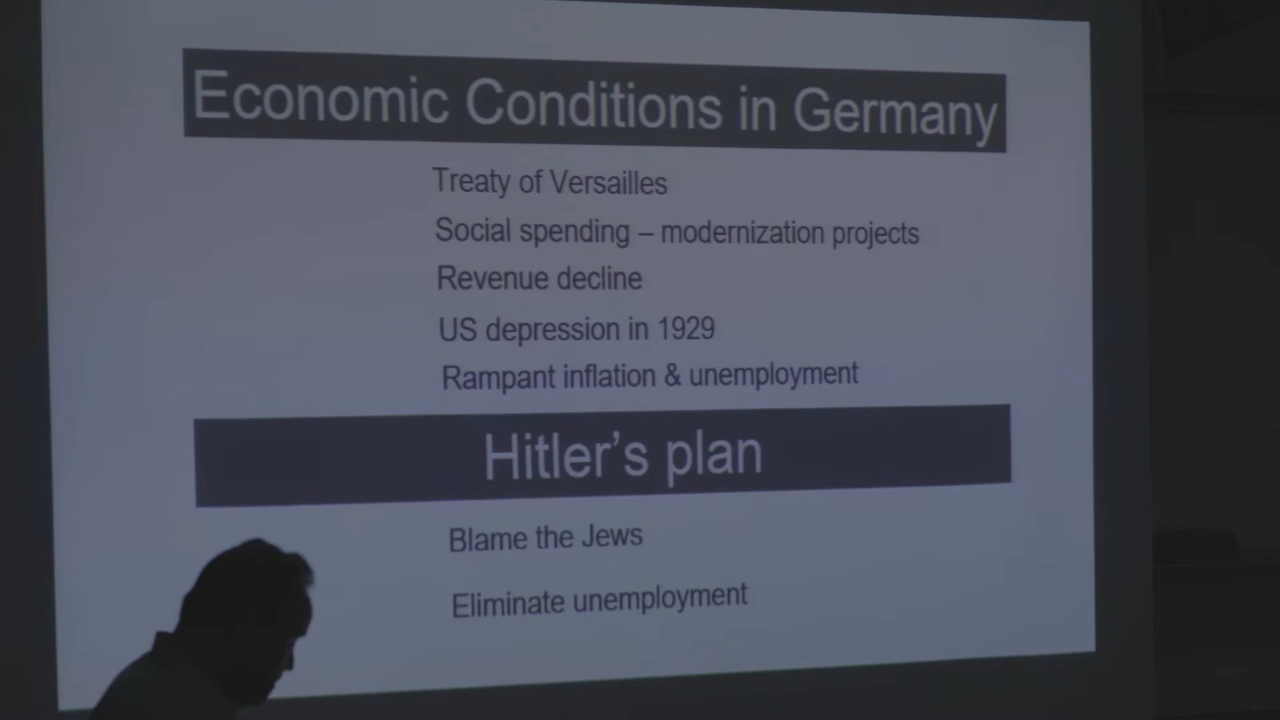 Economic Conditions in Germany
Treaty of Versailles
Social spending – modernization projects
Revenue decline
US depression in 1929
Rampant inflation & unemployment
Hitler’s plan
Blame the Jews
Eliminate unemployment